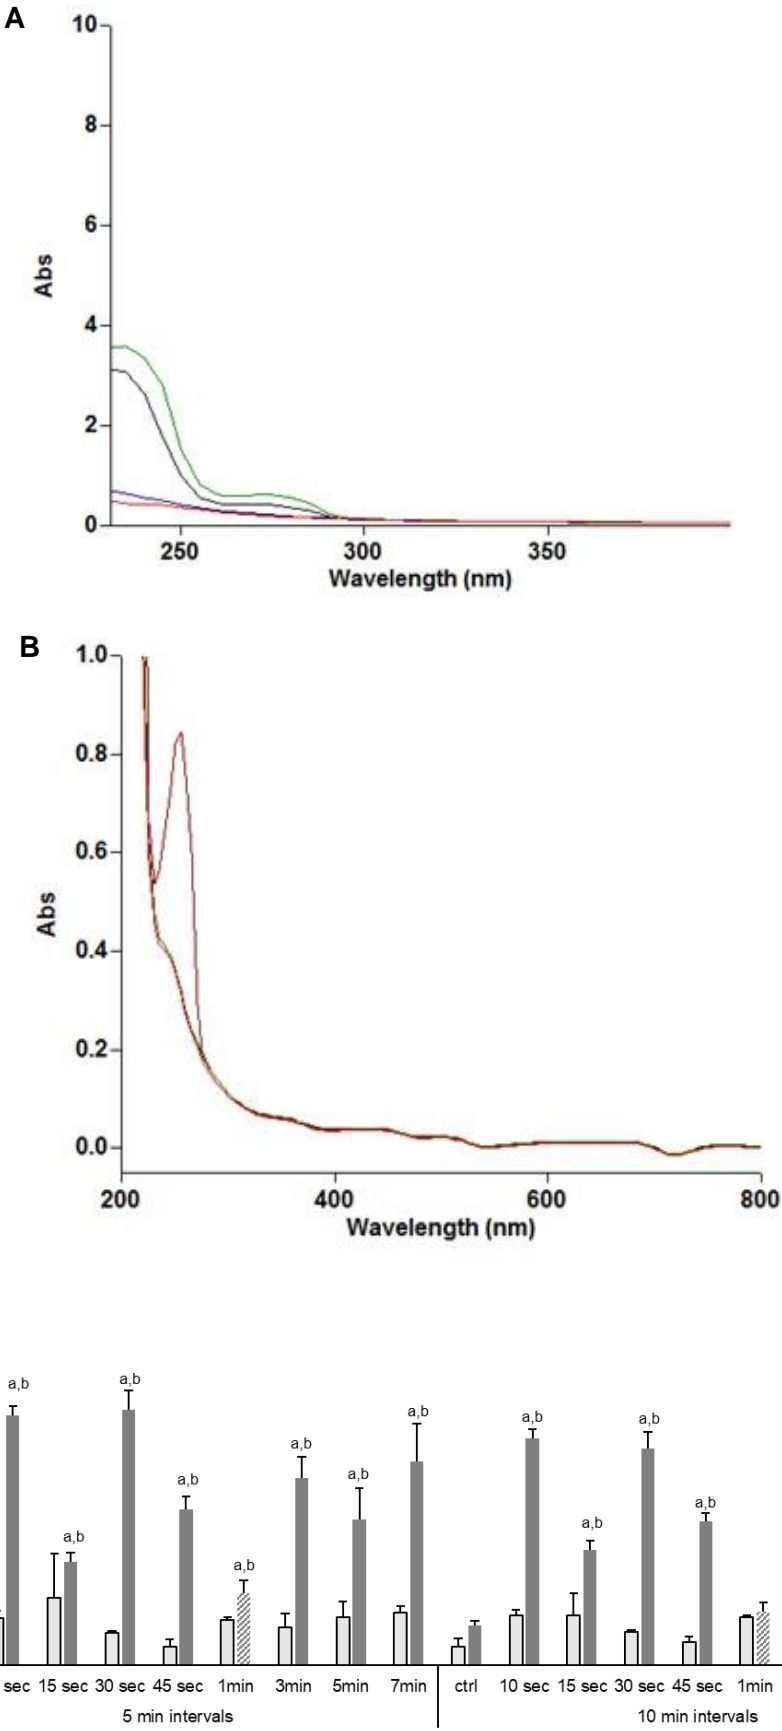 A
10
8
6
4
2
0
Abs
250 300 350
Wavelength (nm)
B
1.0
0.8
0.6
0.4
0.2
0.0
Abs
200 400 600 800
Wavelength (nm)
a,b a,b a,b a,b a,b a,b a,b a,b a,b a,b a,b a,b
sec 15 sec 30 sec 45 sec 1min 3min 5min 7min ctrl 10 sec 15 sec 30 sec 45 sec 1min
5 min intervals 10 min intervals